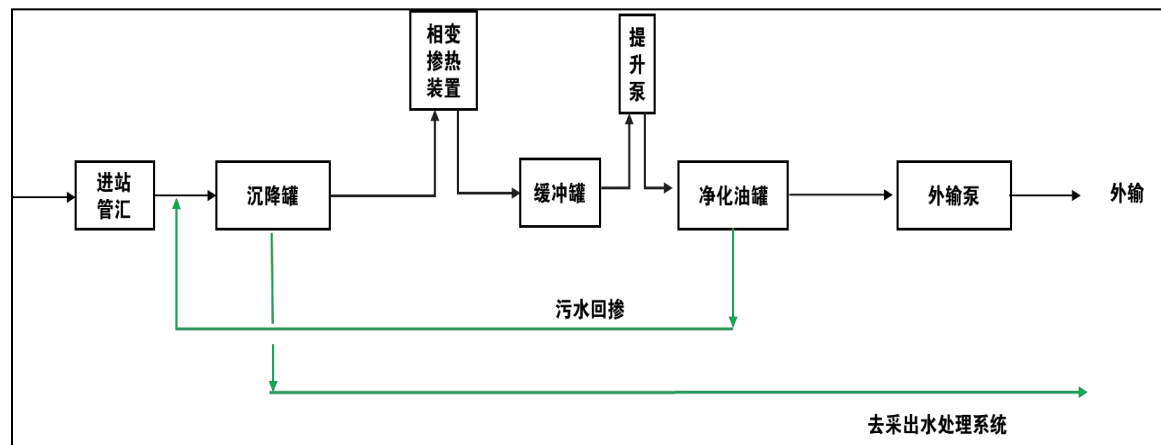 相变
掺热
装置
提
升
泵
进站
管汇
沉降罐
缓冲罐
净化油罐
外输泵
外输
污水回掺
去采出水处理系统